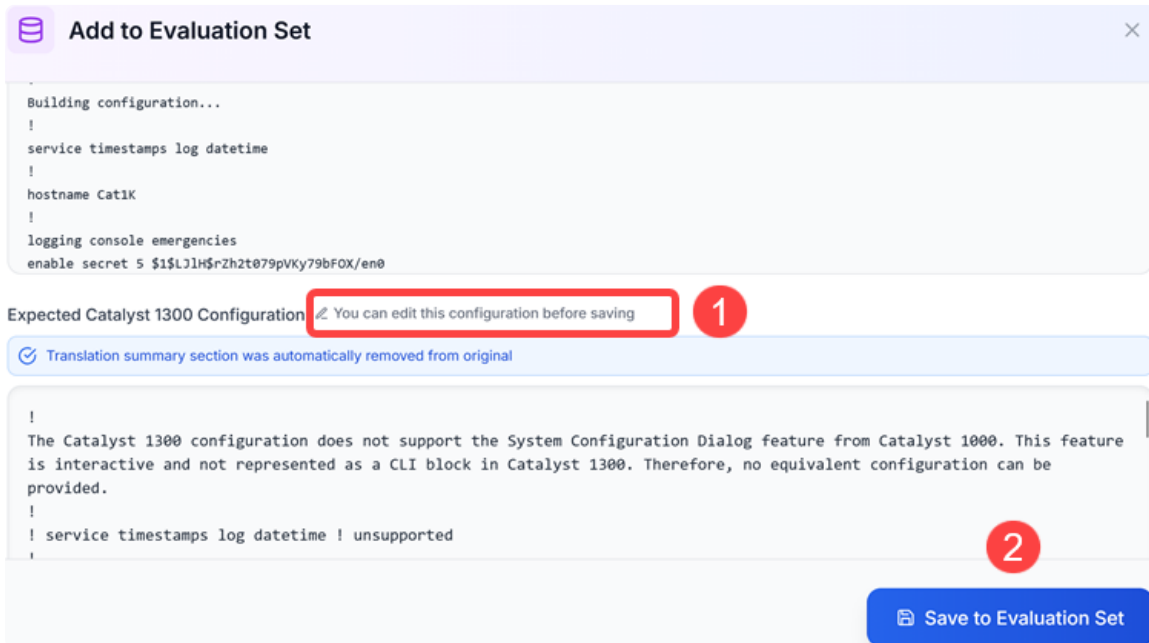 Add to Evaluation Set
Building configuration...
!
service timestamps log datetime
!
hostname Cat1K
!
logging console emergencies
enable secret 5 $1$LJlH$rZh2t079pVKy79bFOX/en0
Expected Catalyst 1300 Configuration You can edit this configuration before saving
1
Translation summary section was automatically removed from original
!
The Catalyst 1300 configuration does not support the System Configuration Dialog feature from Catalyst 1000. This feature
is interactive and not represented as a CLI block in Catalyst 1300. Therefore, no equivalent configuration can be
provided.
!
! service timestamps log datetime ! unsupported
!
2
Save to Evaluation Set